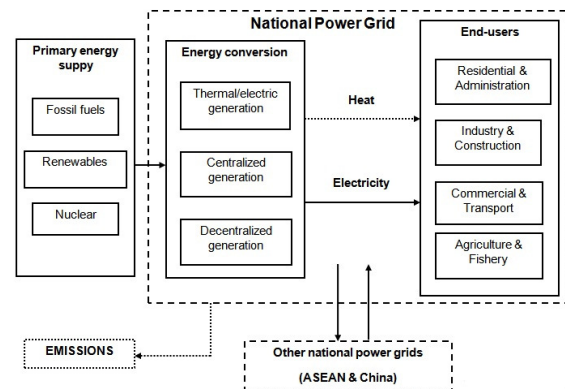 National Power Grid
Primary energy
suppy
Fossil fuels
Renewables
Nuclear
Energy conversion
Thermal/electric
generation
Centralized
generation
Decentralized
generation
Heat
Electricity
End-users
Residential &
Administration
Industry &
Construction
Commercial &
Transport
Agriculture &
Fishery
EMISSIONS
Other national power grids
(ASEAN & China)